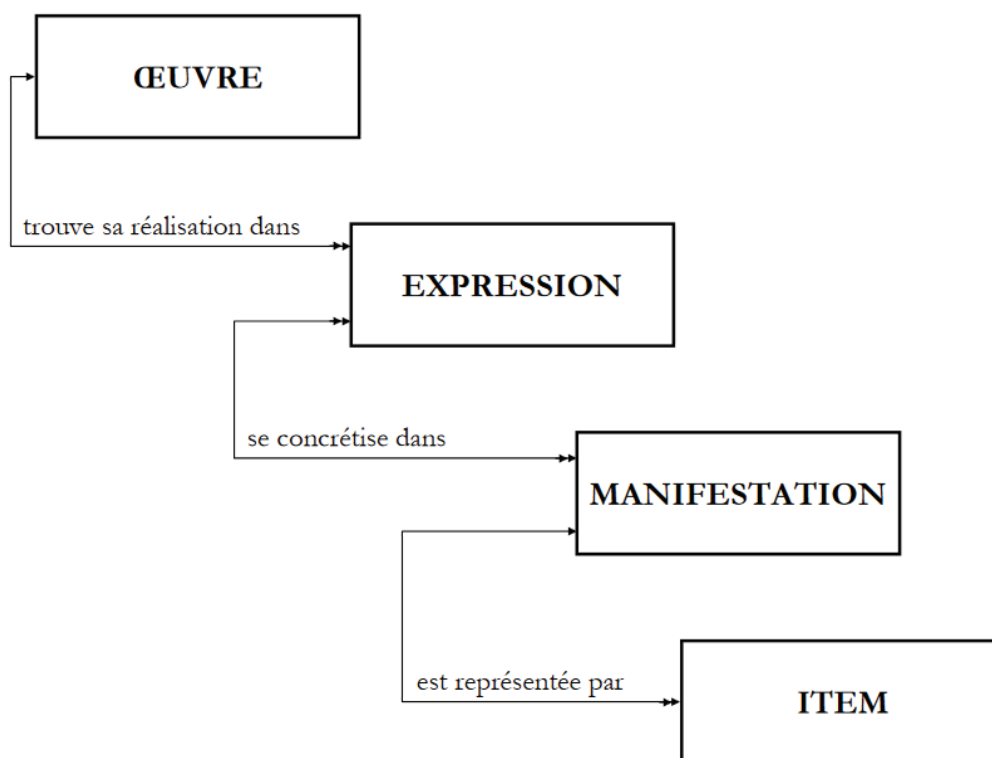 ŒUVRE
trouve sa réalisation dans
EXPRESSION
se concrétise dans
MANIFESTATION
est représentée par
ITEM